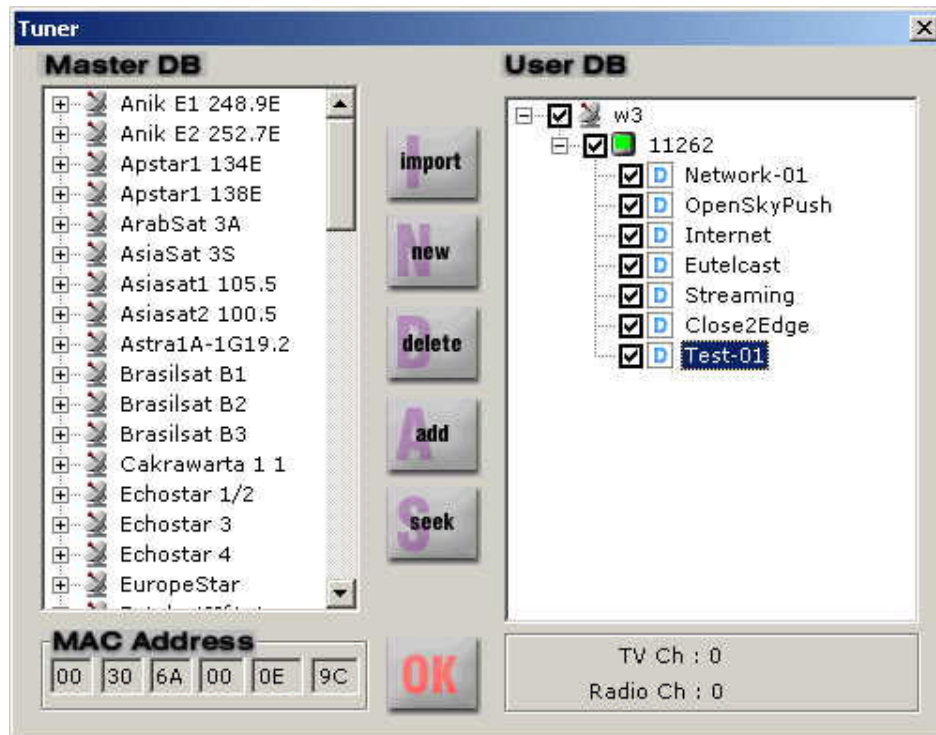 Tuner
Master DB
Anik E1 248.9E
Anik E2 252.7E
Apstar1 134E
Apstar1 138E
ArabSat 3A
AsiaSat 3S
Asiasat1 105.5
Asiasat2 100.5
Astra1A-1G19.2
Brasilsat B1
Brasilsat B2
Brasilsat B3
Cakrawarta 1 1
Echostar 1/2
Echostar 3
Echostar 4
EuropeStar
import
new
delete
add
seek
User DB
w3
11262
D Network-01
D OpenSkyPush
D Internet
D Eutelcast
D Streaming
D Close2Edge
D Test-01
MAC Address
00 30 6A 00 0E 9C
OK
TV Ch : 0
Radio Ch : 0